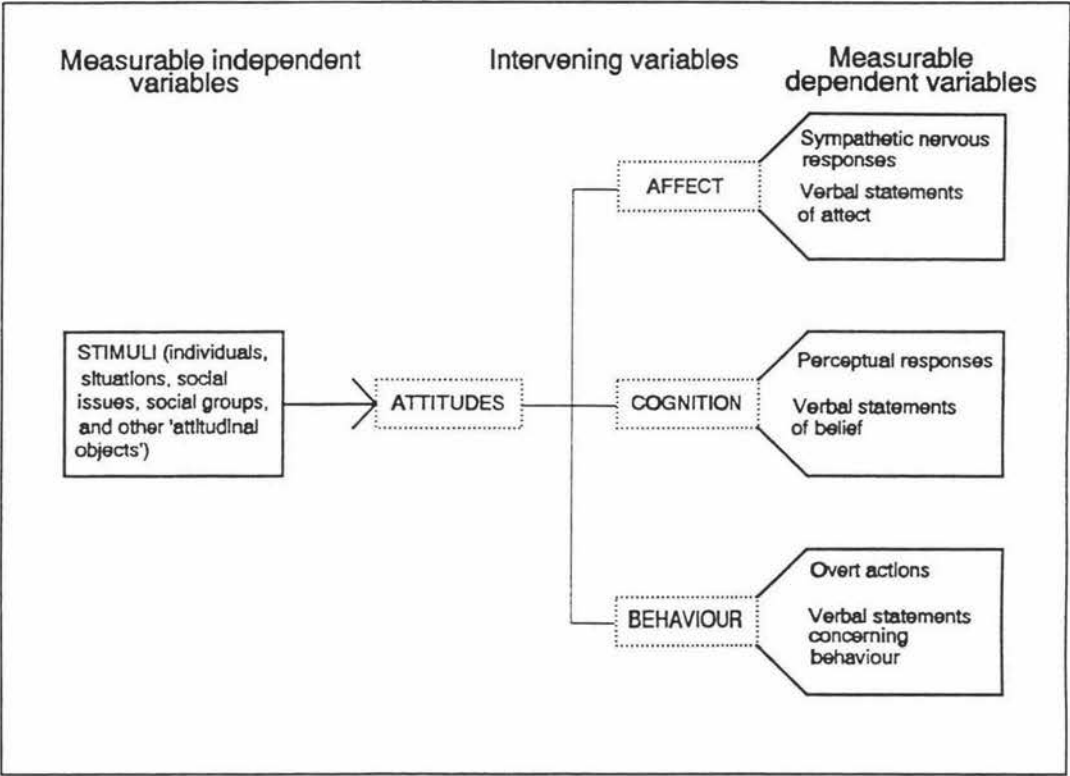 Measurable independent
variables
Intervening variables
Measurable
dependent variables
Sympathetic nervous
responses
Verbal statements
of attect
AFFECT
STIMULI (individuals,
situations, social
issues, social groups,
and other 'attitudinal
objects')
ATTITUDES
COGNITION
Perceptual responses
Verbal statements
of belief
BEHAVIOUR
Overt actions
Verbal statements
concerning
behaviour